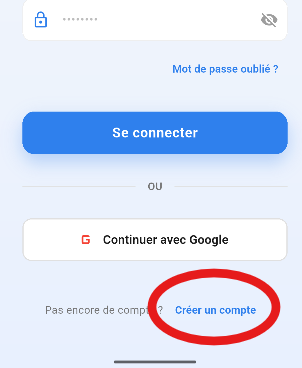 ········
Mot de passe oublié ?
Se connecter
OU
G Continuer avec Google
Pas encore de compte ? Créer un compte